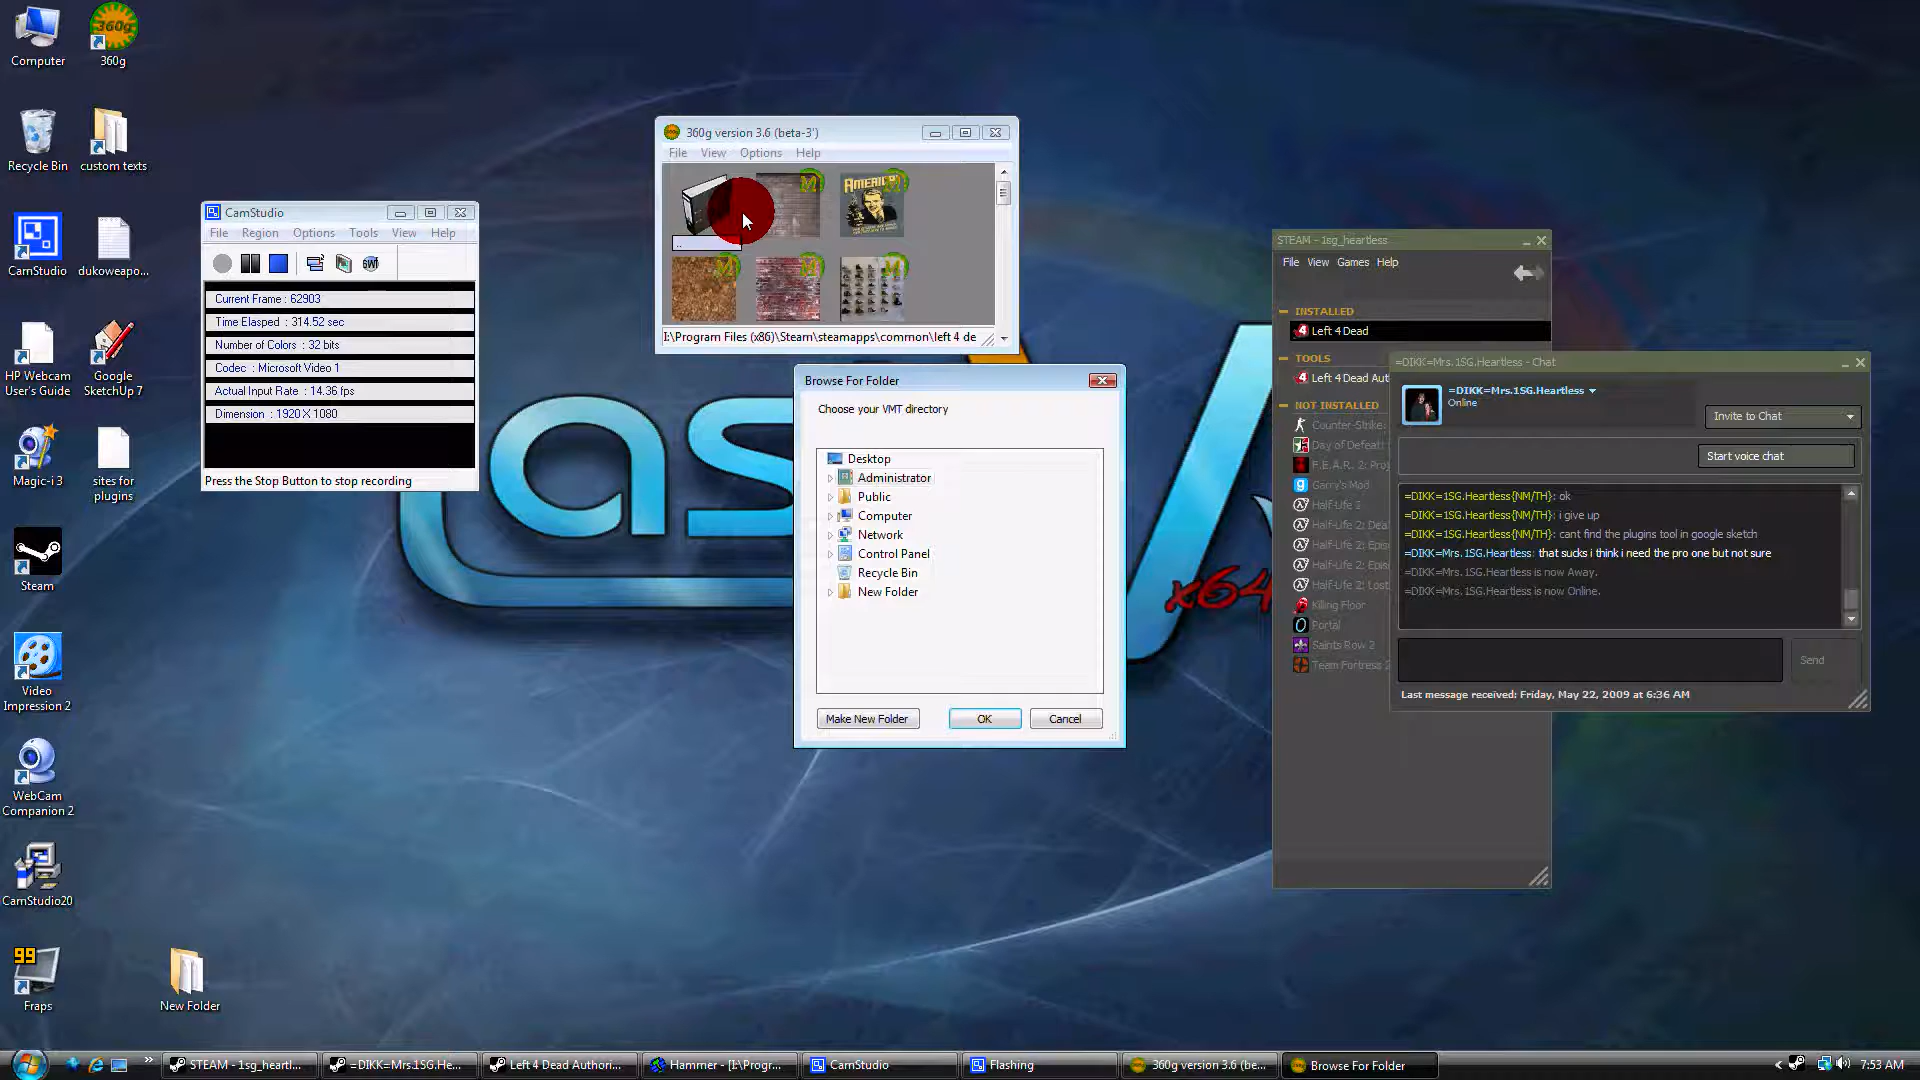 Computer
360g
Recycle Bin
custom texts
CamStudio
dukoweapo...
HP Webcam
User's Guide
Google
SketchUp 7
Magic-i 3
sites for
plugins
Steam
Video
Impression 2
WebCam
Companion 2
CamStudio20
99
Fraps
New Folder
CamStudio
File Region Options Tools View Help
Current Frame : 62903
Time Elasped : 314.52 sec
Number of Colors : 32 bits
Codec : Microsoft Video 1
Actual Input Rate : 14.36 fps
Dimension : 1920 X 1080
Press the Stop Button to stop recording
360g version 3.6 (beta-3')
File View Options Help
AMERICA
..
I:\Program Files (x86)\Steam\steamapps\common\left 4 de
Browse For Folder
Choose your VMT directory
Desktop
Administrator
Public
Computer
Network
Control Panel
Recycle Bin
New Folder
Make New Folder
OK
Cancel
x64
STEAM - 1sg_heartless
File View Games Help
INSTALLED
Left 4 Dead
TOOLS
Left 4 Dead Aut
NOT INSTALLED
Counter-Strike:
Day of Defeat:
F.E.A.R. 2: Proj
Garry's Mod
Half-Life 2
Half-Life 2: Dea
Half-Life 2: Epis
Half-Life 2: Epis
Half-Life 2: Lost
Killing Floor
Portal
Saints Row 2
Team Fortress 2
=DIKK=Mrs.1SG.Heartless - Chat
=DIKK=Mrs.1SG.Heartless
Online
Invite to Chat
Start voice chat
=DIKK=1SG.Heartless{NM/TH}: ok
=DIKK=1SG.Heartless{NM/TH}: i give up
=DIKK=1SG.Heartless{NM/TH}: cant find the plugins tool in google sketch
=DIKK=Mrs.1SG.Heartless: that sucks i think i need the pro one but not sure
=DIKK=Mrs.1SG.Heartless is now Away.
=DIKK=Mrs.1SG.Heartless is now Online.
Send
Last message received: Friday, May 22, 2009 at 6:36 AM
STEAM - 1sg_heartl...
=DIKK=Mrs.1SG.He...
Left 4 Dead Authori...
Hammer - [I:\Progr...
CamStudio
Flashing
360g version 3.6 (be...
Browse For Folder
7:53 AM